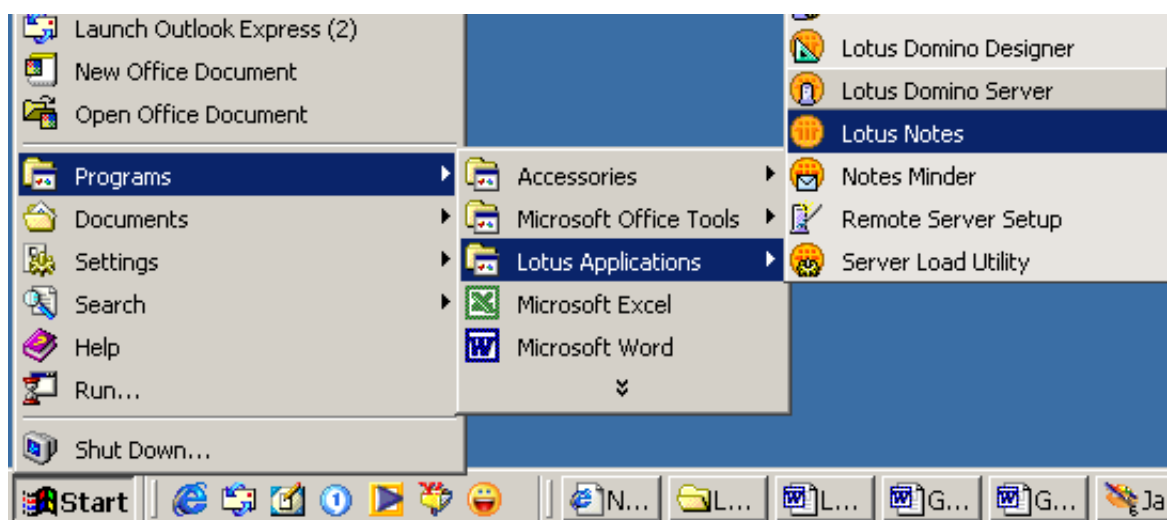 Launch Outlook Express (2)
New Office Document
Open Office Document
Programs
Documents
Settings
Search
Help
Run...
Shut Down...
Accessories
Microsoft Office Tools
Lotus Applications
Microsoft Excel
Microsoft Word
Lotus Domino Designer
Lotus Domino Server
Lotus Notes
Notes Minder
Remote Server Setup
Server Load Utility
Start N... L... L... G... G... Ja